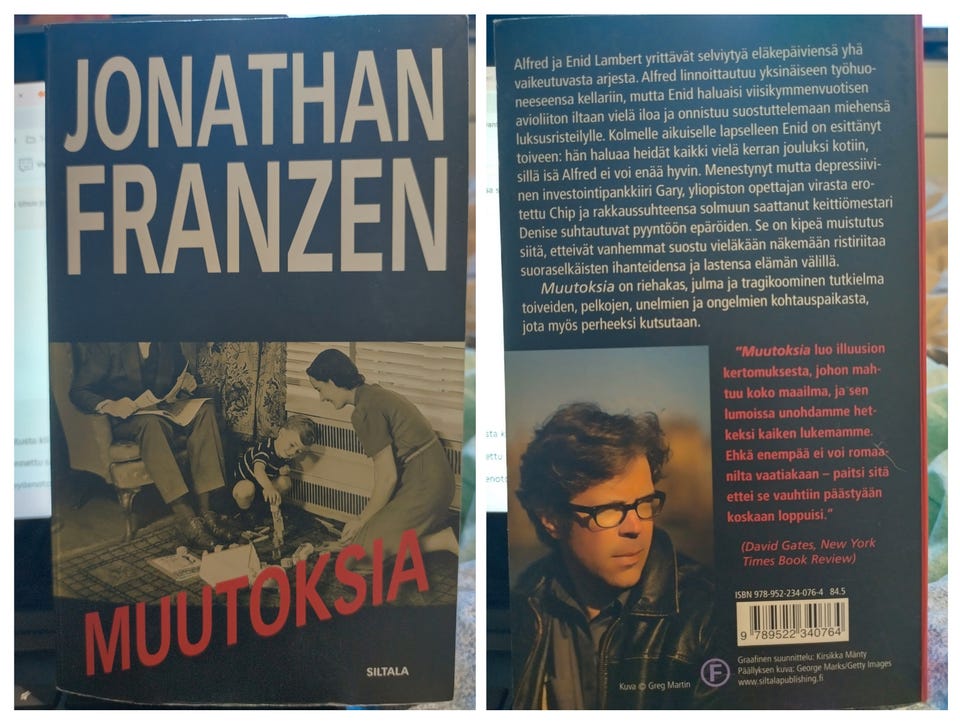 JONATHAN
FRANZEN
MUUTOKSIA
SILTALA
Alfred ja Enid Lambert yrittävät selviytyä eläkepäiviensä yhä
vaikeutuvasta arjesta. Alfred linnoittautuu yksinäiseen työhuo-
neeseensa kellariin, mutta Enid haluaisi viisikymmenvuotisen
avioliiton iltaan vielä iloa ja onnistuu suostuttelemaan miehensä
luksusristeilylle. Kolmelle aikuiselle lapselleen Enid on esittänyt
toiveen: hän haluaa heidät kaikki vielä kerran jouluksi kotiin,
sillä isä Alfred ei voi enää hyvin. Menestynyt mutta depressiivi-
nen investointipankkiiri Gary, yliopiston opettajan virasta ero-
tettu Chip ja rakkaussuhteensa solmuun saattanut keittiömestari
Denise suhtautuvat pyyntöön epäröiden. Se on kipeä muistutus
siitä, etteivät vanhemmat suostu vieläkään näkemään ristiriitaa
suoraselkäisten ihanteidensa ja lastensa elämän välillä.
Muutoksia on riehakas, julma ja tragikoominen tutkielma
toiveiden, pelkojen, unelmien ja ongelmien kohtauspaikasta,
jota myös perheeksi kutsutaan.
"Muutoksia luo illuusion
kertomuksesta, johon mah-
tuu koko maailma, ja sen
lumoissa unohdamme het-
keksi kaiken lukemamme.
Ehkä enempää ei voi romaa-
nilta vaatiakaan – paitsi sitä
ettei se vauhtiin päästyään
koskaan loppuisi."
(David Gates, New York
Times Book Review)
ISBN 978-952-234-076-4 84.5
9 789522 340764
F
Graafinen suunnittelu: Kirsikka Mänty
Päällyksen kuva: George Marks/Getty Images
www.siltalapublishing.fi
Kuva © Greg Martin